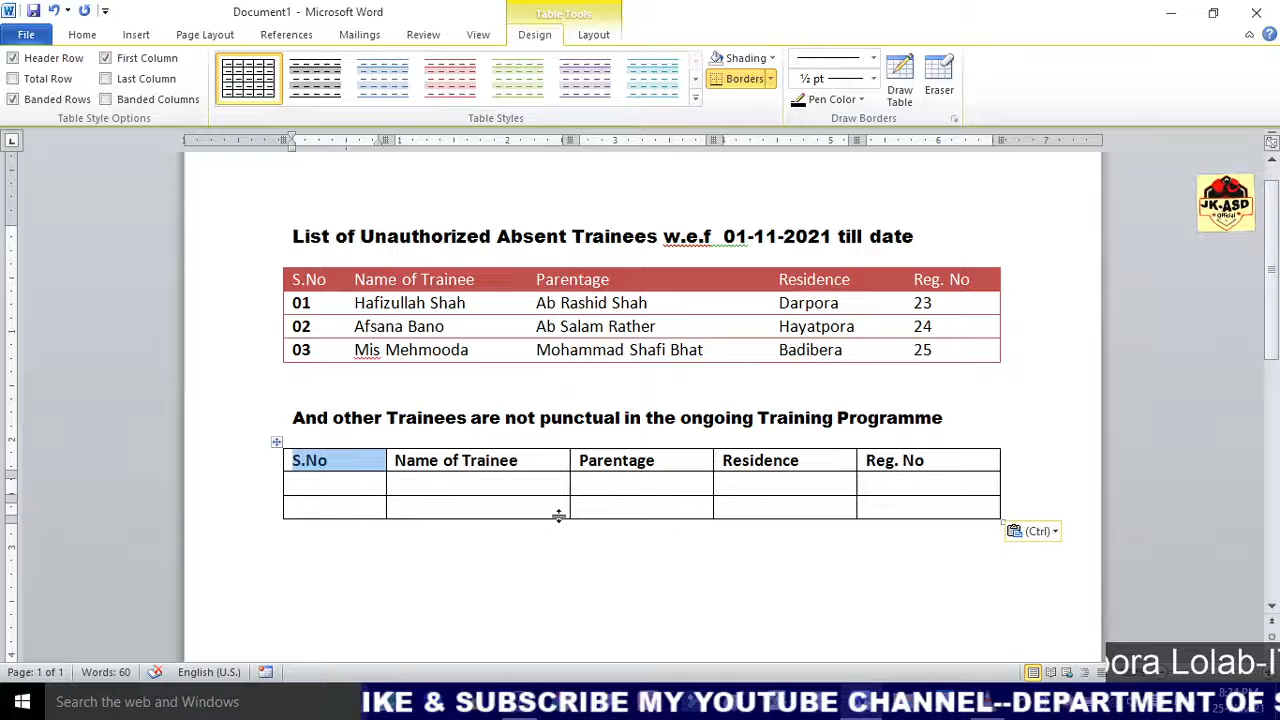 Document1 - Microsoft Word
Table Tools
File Home Insert Page Layout References Mailings Review View Design Layout
Header Row First Column
Total Row Last Column
Banded Rows Banded Columns
Table Style Options
Table Styles
Shading
Borders
½ pt
Pen Color
Draw Table
Eraser
Draw Borders
List of Unauthorized Absent Trainees w.e.f 01-11-2021 till date
S.No Name of Trainee Parentage Residence Reg. No
01 Hafizullah Shah Ab Rashid Shah Darpora 23
02 Afsana Bano Ab Salam Rather Hayatpora 24
03 Mis Mehmooda Mohammad Shafi Bhat Badibera 25
And other Trainees are not punctual in the ongoing Training Programme
S.No Name of Trainee Parentage Residence Reg. No
(Ctrl)
JK-ASD
Official
Page: 1 of 1 Words: 60 English (U.S.)
ora Lolab-I
Search the web and Windows
IKE & SUBSCRIBE MY YOUTUBE CHANNEL--DEPARTMENT OF S